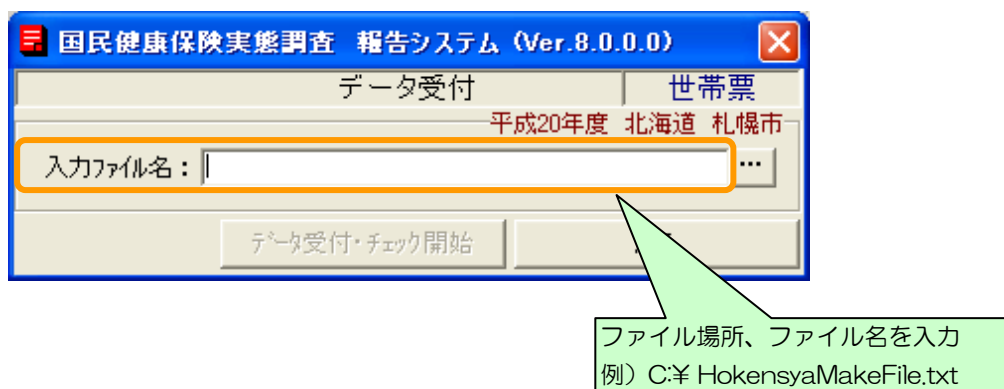 国民健康保険実態調査 報告システム (Ver.8.0.0.0)
データ受付 世帯票
平成20年度 北海道 札幌市
入力ファイル名： ...
データ受付・チェック開始
ファイル場所、ファイル名を入力
例）C:¥ HokensyaMakeFile.txt